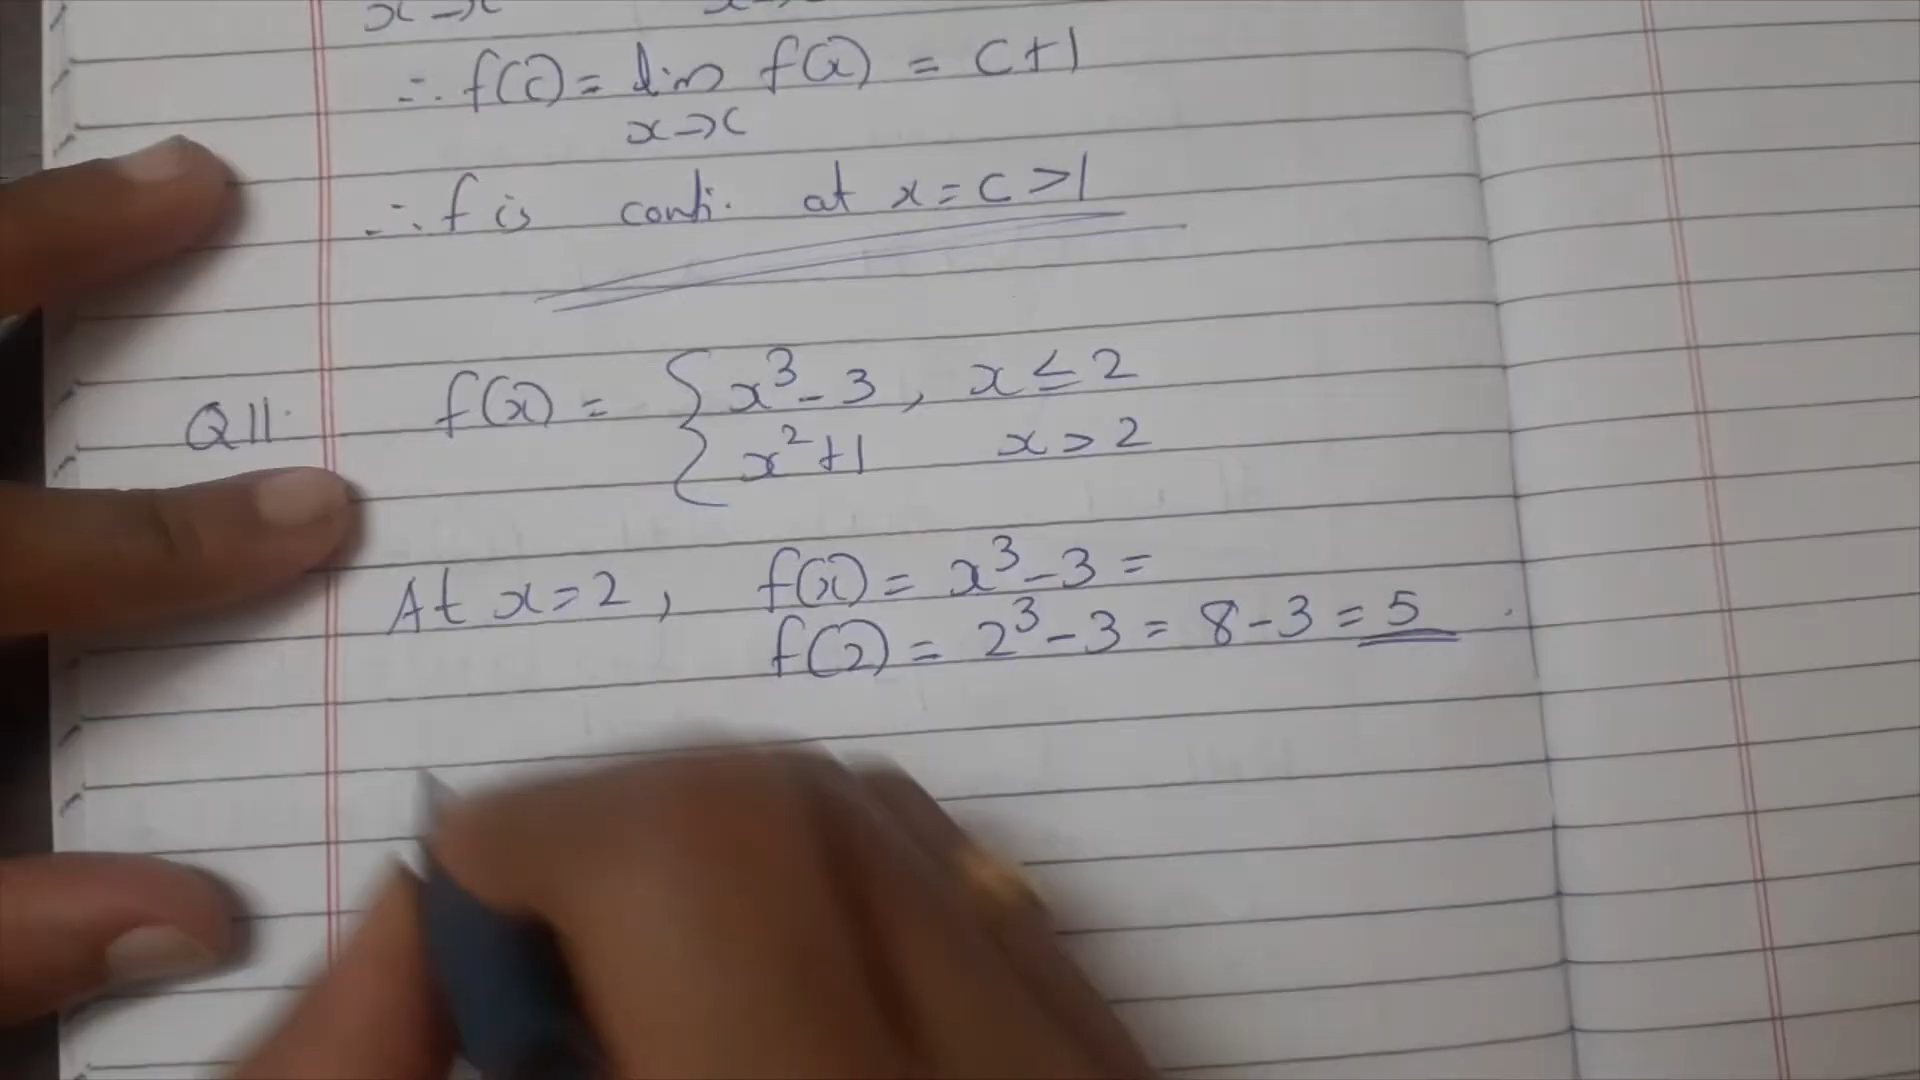 ∴ f(c) = lim f(x) = c+1
x→c
∴ f is conti. at x = c > 1
Q11. f(x) = { x³ - 3 , x ≤ 2
x² + 1 x > 2
At x = 2 , f(x) = x³ - 3 =
f(2) = 2³ - 3 = 8 - 3 = 5